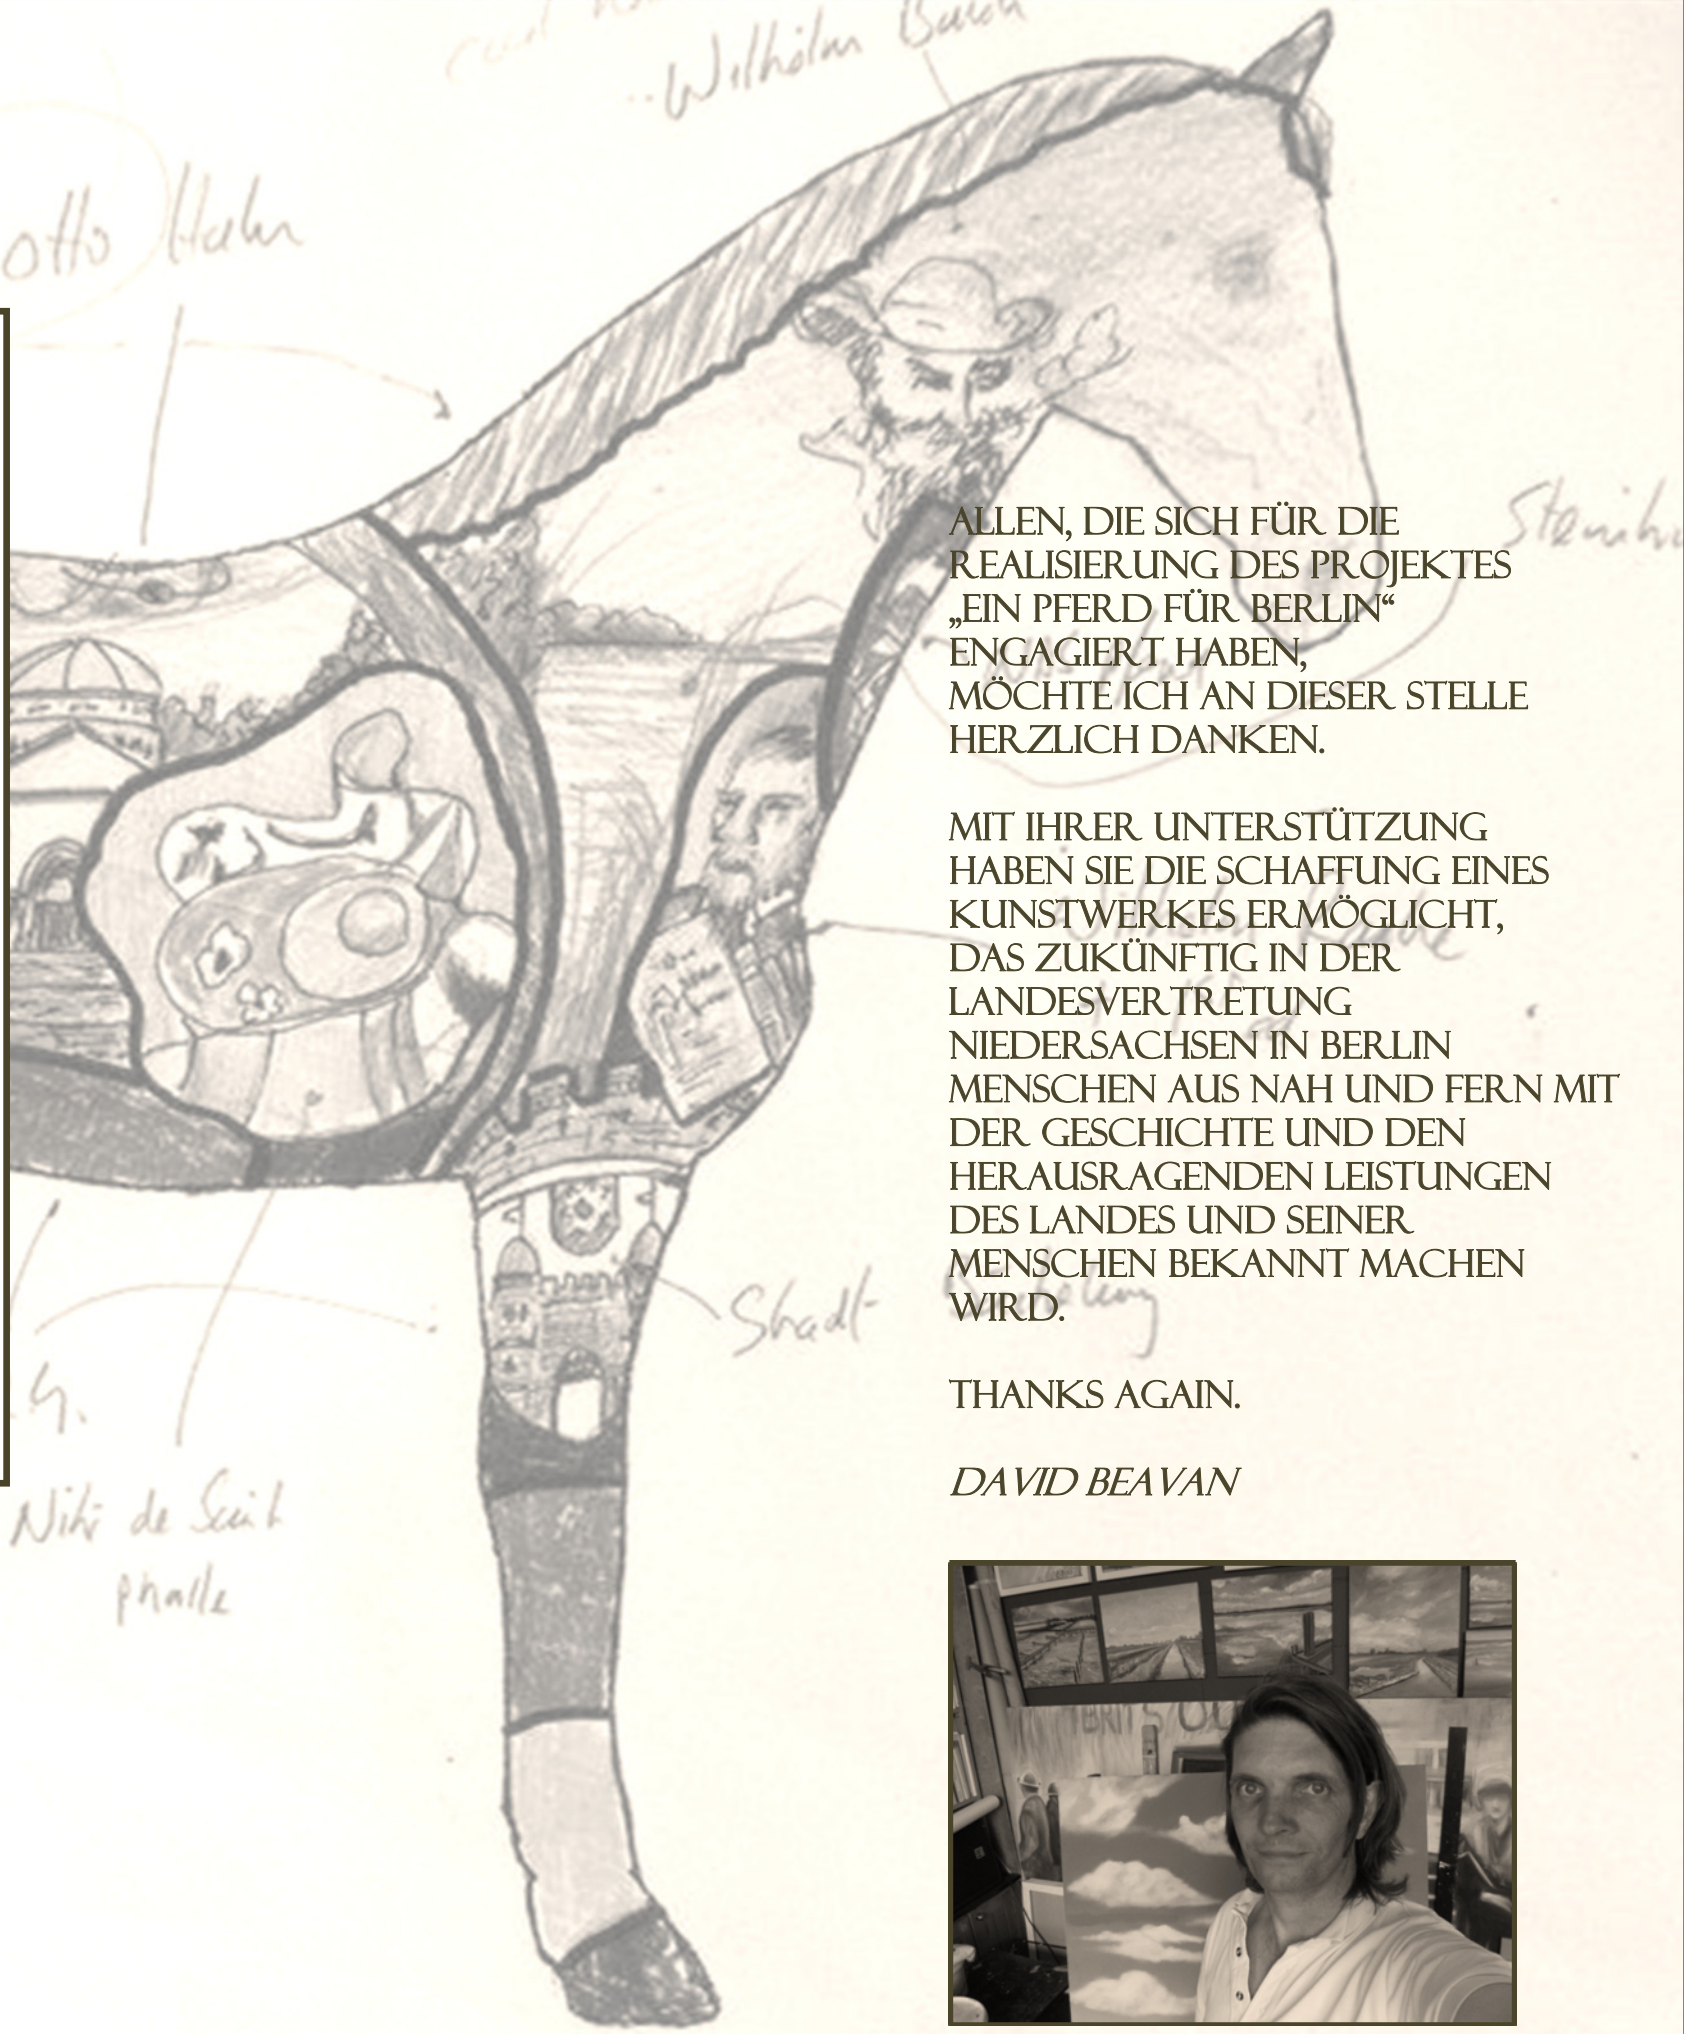 Wilhelm Busch
Otto Hahn
ALLEN, DIE SICH FÜR DIE
REALISIERUNG DES PROJEKTES
„EIN PFERD FÜR BERLIN“
ENGAGIERT HABEN,
MÖCHTE ICH AN DIESER STELLE
HERZLICH DANKEN.
MIT IHRER UNTERSTÜTZUNG
HABEN SIE DIE SCHAFFUNG EINES
KUNSTWERKES ERMÖGLICHT,
DAS ZUKÜNFTIG IN DER
LANDESVERTRETUNG
NIEDERSACHSEN IN BERLIN
MENSCHEN AUS NAH UND FERN MIT
DER GESCHICHTE UND DEN
HERAUSRAGENDEN LEISTUNGEN
DES LANDES UND SEINER
MENSCHEN BEKANNT MACHEN
WIRD.
THANKS AGAIN.
DAVID BEAVAN
Stadt
Niki de Saint
phalle